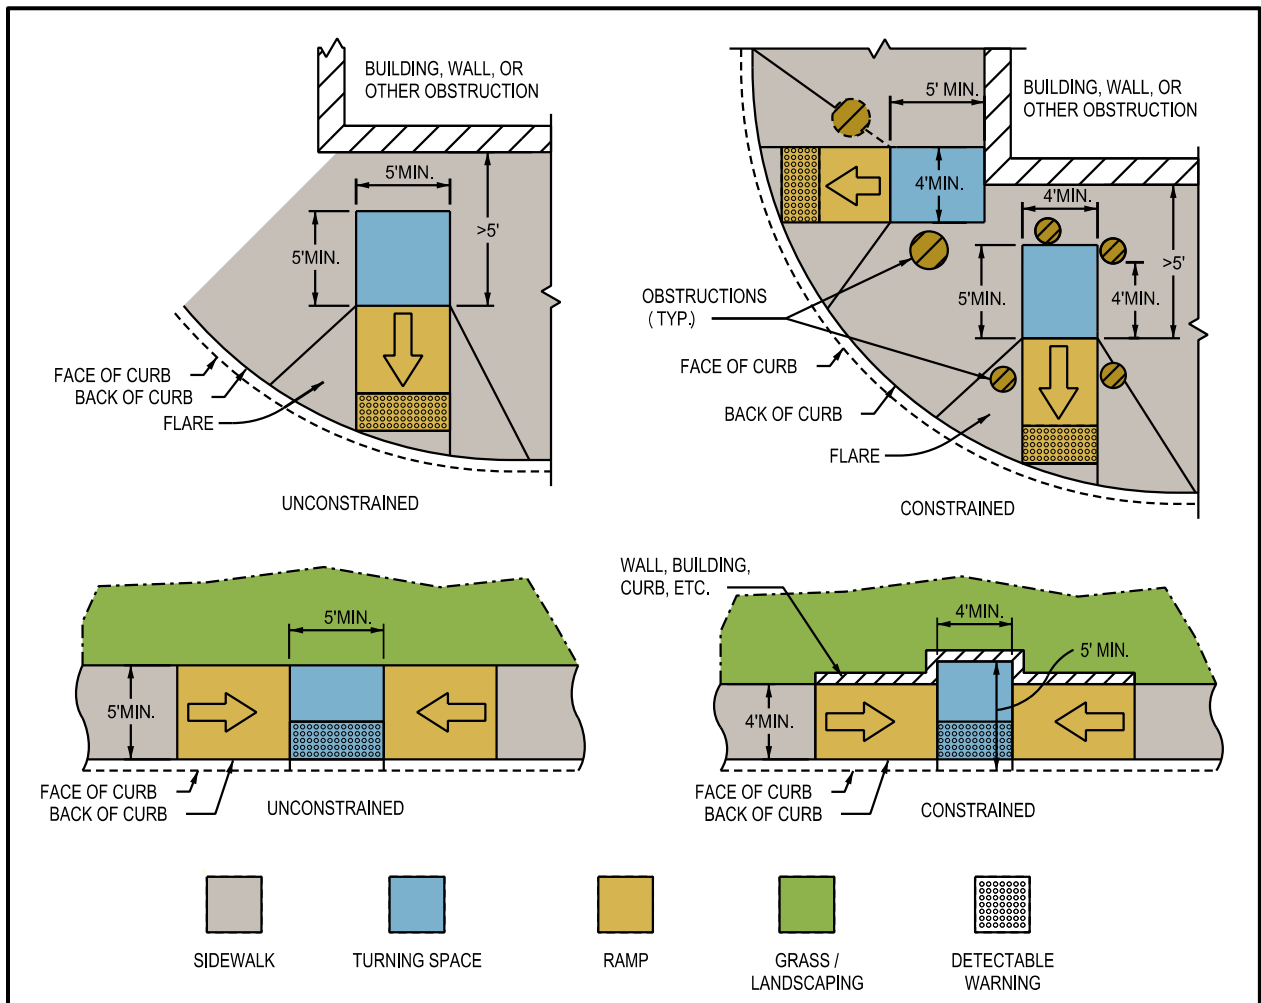 BUILDING, WALL, OR
OTHER OBSTRUCTION
5'MIN.
>5'
5'MIN.
FACE OF CURB
BACK OF CURB
FLARE
UNCONSTRAINED
5' MIN.
BUILDING, WALL, OR
OTHER OBSTRUCTION
4'MIN.
4'MIN.
>5'
5'MIN.
4'MIN.
OBSTRUCTIONS
( TYP.)
FACE OF CURB
BACK OF CURB
FLARE
CONSTRAINED
5'MIN.
5'MIN.
FACE OF CURB
BACK OF CURB
UNCONSTRAINED
WALL, BUILDING,
CURB, ETC.
4'MIN.
5' MIN.
4'MIN.
FACE OF CURB
BACK OF CURB
CONSTRAINED
SIDEWALK
TURNING SPACE
RAMP
GRASS /
LANDSCAPING
DETECTABLE
WARNING